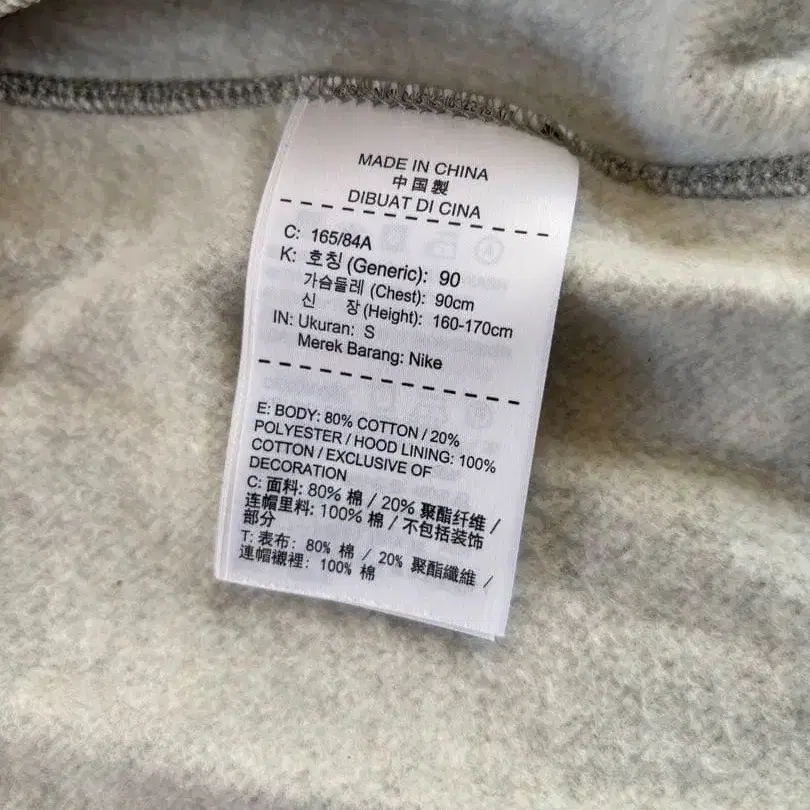 MADE IN CHINA
中国製
DIBUAT DI CINA
C: 165/84A
K: 호칭 (Generic): 90
가슴둘레 (Chest): 90cm
신 장 (Height): 160-170cm
IN: Ukuran: S
Merek Barang: Nike
E: BODY: 80% COTTON / 20%
POLYESTER / HOOD LINING: 100%
COTTON / EXCLUSIVE OF
DECORATION
C: 面料: 80% 棉 / 20% 聚酯纤维 /
连帽里料: 100% 棉 / 不包括装饰
部分
T: 表布: 80% 棉 / 20% 聚酯纖維 /
連帽襯裡: 100% 棉